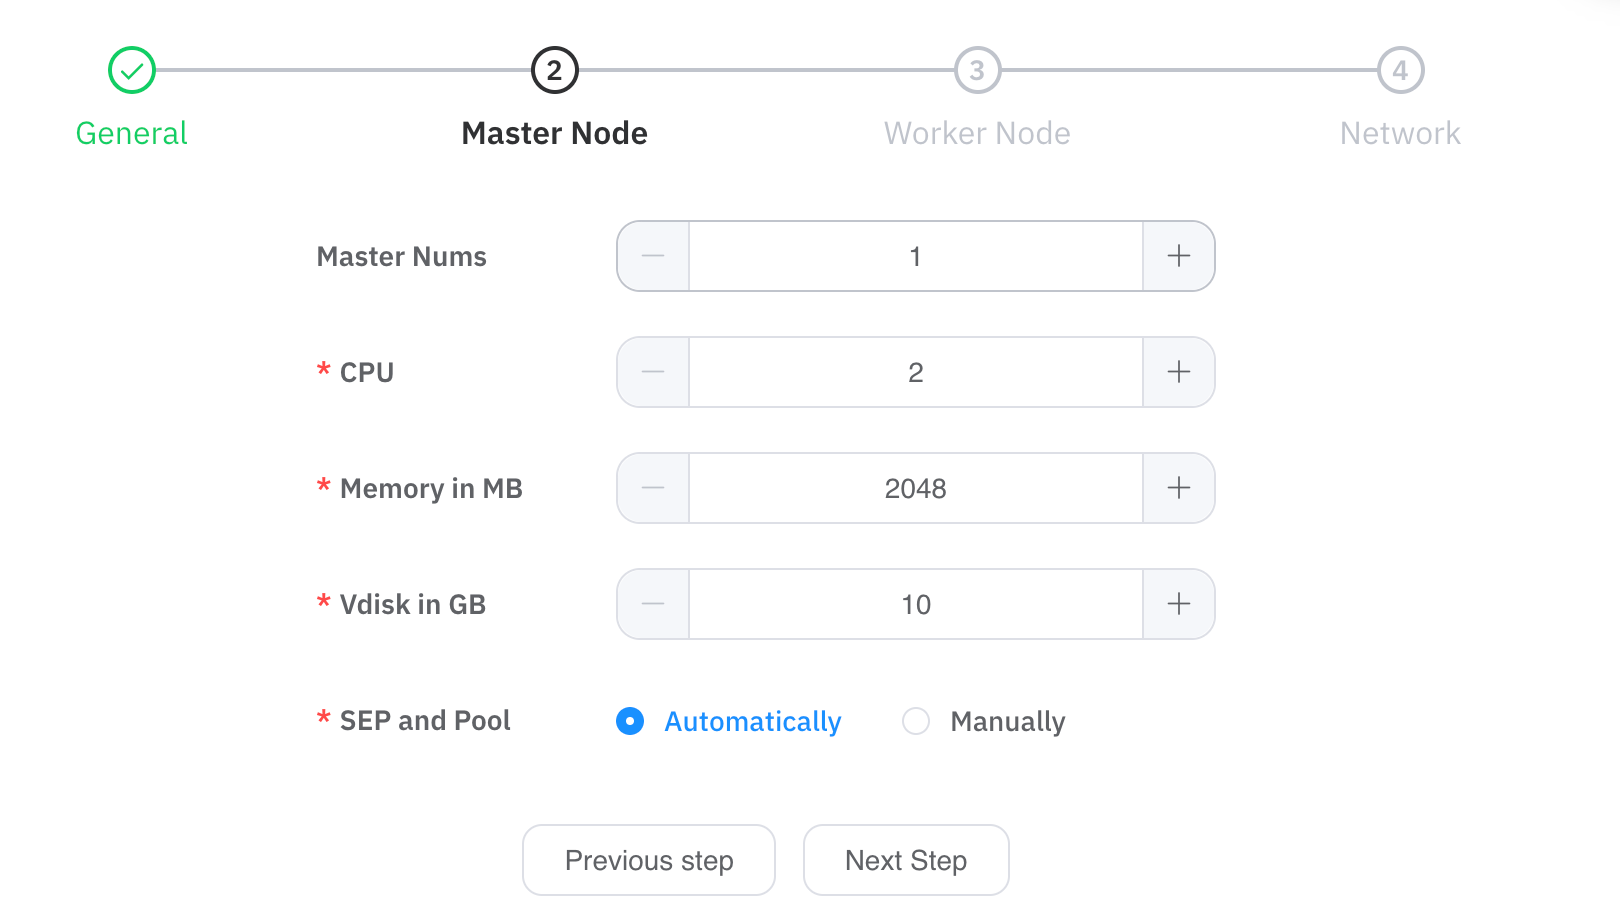 2 3 4
General Master Node Worker Node Network
Master Nums 1
* CPU 2
* Memory in MB 2048
* Vdisk in GB 10
* SEP and Pool Automatically Manually
Previous step Next Step